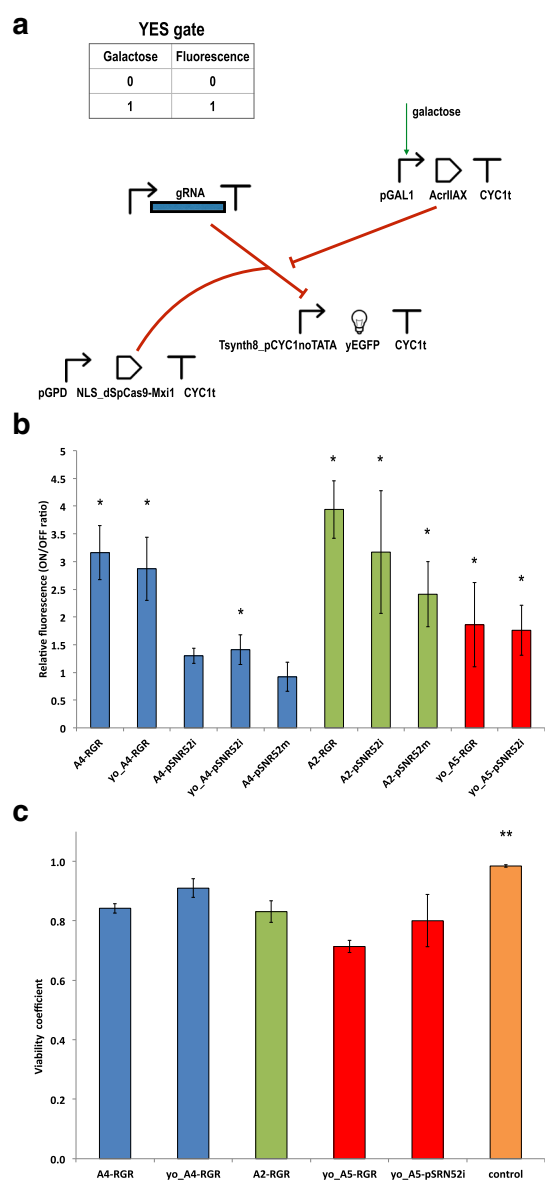 a
YES gate
Galactose Fluorescence
0 0
1 1
galactose
gRNA
pGAL1 AcrIIAX CYC1t
Tsynth8_pCYC1noTATA yEGFP CYC1t
pGPD NLS_dSpCas9-Mxi1 CYC1t
b
Relative fluorescence (ON/OFF ratio)
5
4.5
4
3.5
3
2.5
2
1.5
1
0.5
0
* * * * * * * *
A4-RGR
yo_A4-RGR
A4-pSNR52i
yo_A4-pSNR52i
A4-pSNR52m
A2-RGR
A2-pSNR52i
A2-pSNR52m
yo_A5-RGR
yo_A5-pSNR52i
c
Viability coefficient
1.0
0.8
0.6
0.4
0.2
0.0
**
A4-RGR yo_A4-RGR A2-RGR yo_A5-RGR yo_A5-pSRN52i control